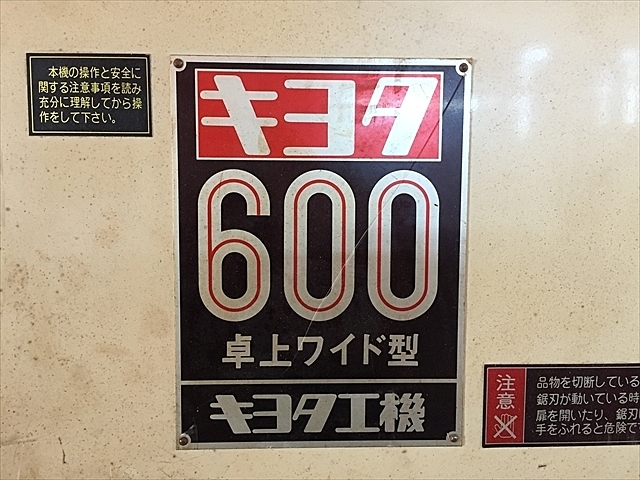 本機の操作と安全に
関する注意事項を読み
充分に理解してから操
作をして下さい。
キヨタ
600
卓上ワイド型
キヨタ工機
注意
品物を切断している
鋸刃が動いている時
扉を開いたり、鋸刃
手をふれると危険で